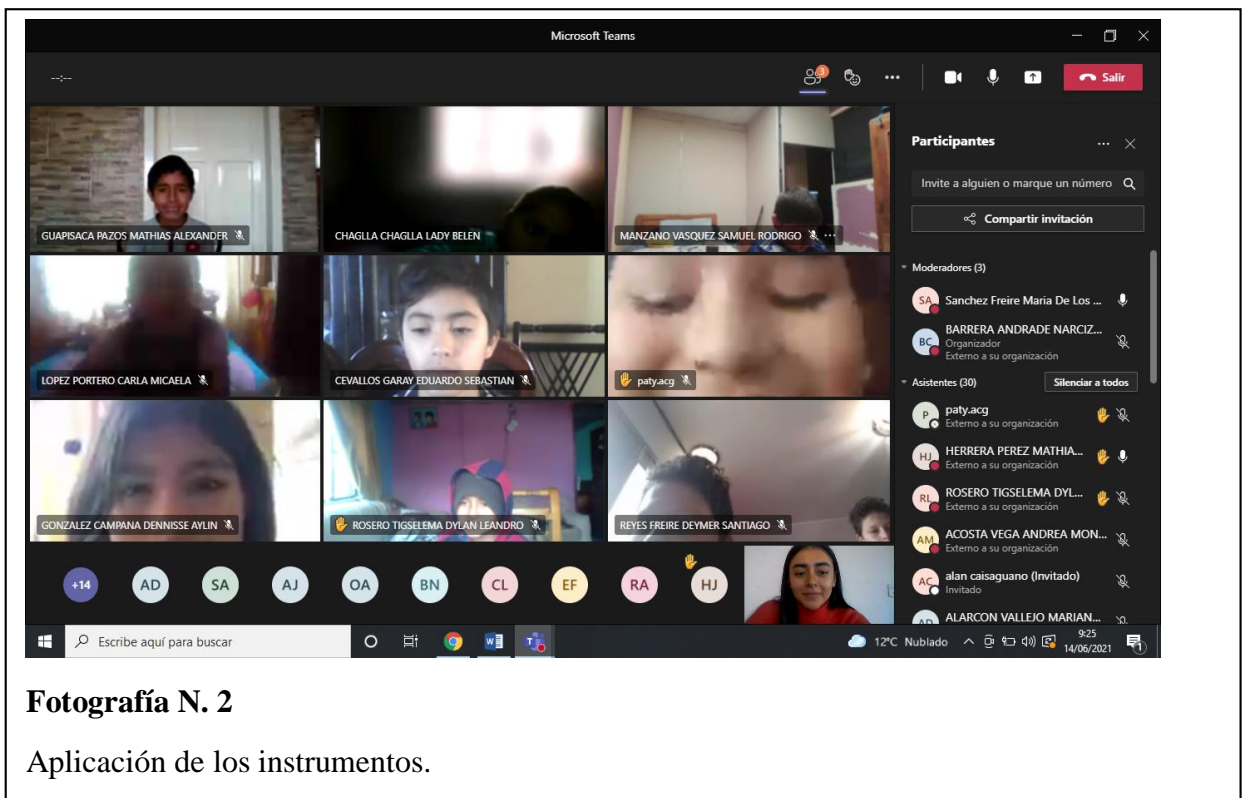 Microsoft Teams
--:--
3
Salir
GUAPISACA PAZOS MATHIAS ALEXANDER
CHAGLLA CHAGLLA LADY BELEN
MANZANO VASQUEZ SAMUEL RODRIGO ...
LOPEZ PORTERO CARLA MICAELA
CEVALLOS GARAY EDUARDO SEBASTIAN
paty.acg
GONZALEZ CAMPANA DENNISSE AYLIN
ROSERO TIGSELEMA DYLAN LEANDRO
REYES FREIRE DEYMER SANTIAGO
+14 AD SA AJ OA BN CL EF RA HJ
Participantes
Invite a alguien o marque un número
Compartir invitación
Moderadores (3)
SA Sanchez Freire Maria De Los ...
BC BARRERA ANDRADE NARCIZ...
Organizador
Externo a su organización
Asistentes (30) Silenciar a todos
P paty.acg
Externo a su organización
HJ HERRERA PEREZ MATHIA...
Externo a su organización
RL ROSERO TIGSELEMA DYL...
Externo a su organización
AM ACOSTA VEGA ANDREA MON...
Externo a su organización
AC alan caisaguano (Invitado)
Invitado
AD ALARCON VALLEJO MARIAN...
Escribe aquí para buscar
12°C Nublado
9:25
14/06/2021
1
Fotografía N. 2
Aplicación de los instrumentos.